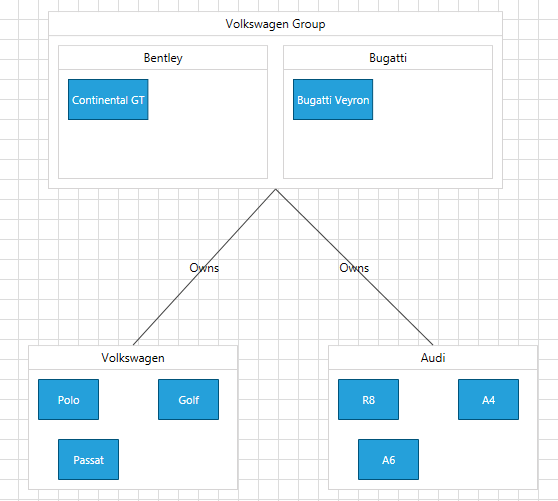 Volkswagen Group
Bentley
Bugatti
Continental GT
Bugatti Veyron
Owns
Owns
Volkswagen
Audi
Polo
Golf
R8
A4
Passat
A6